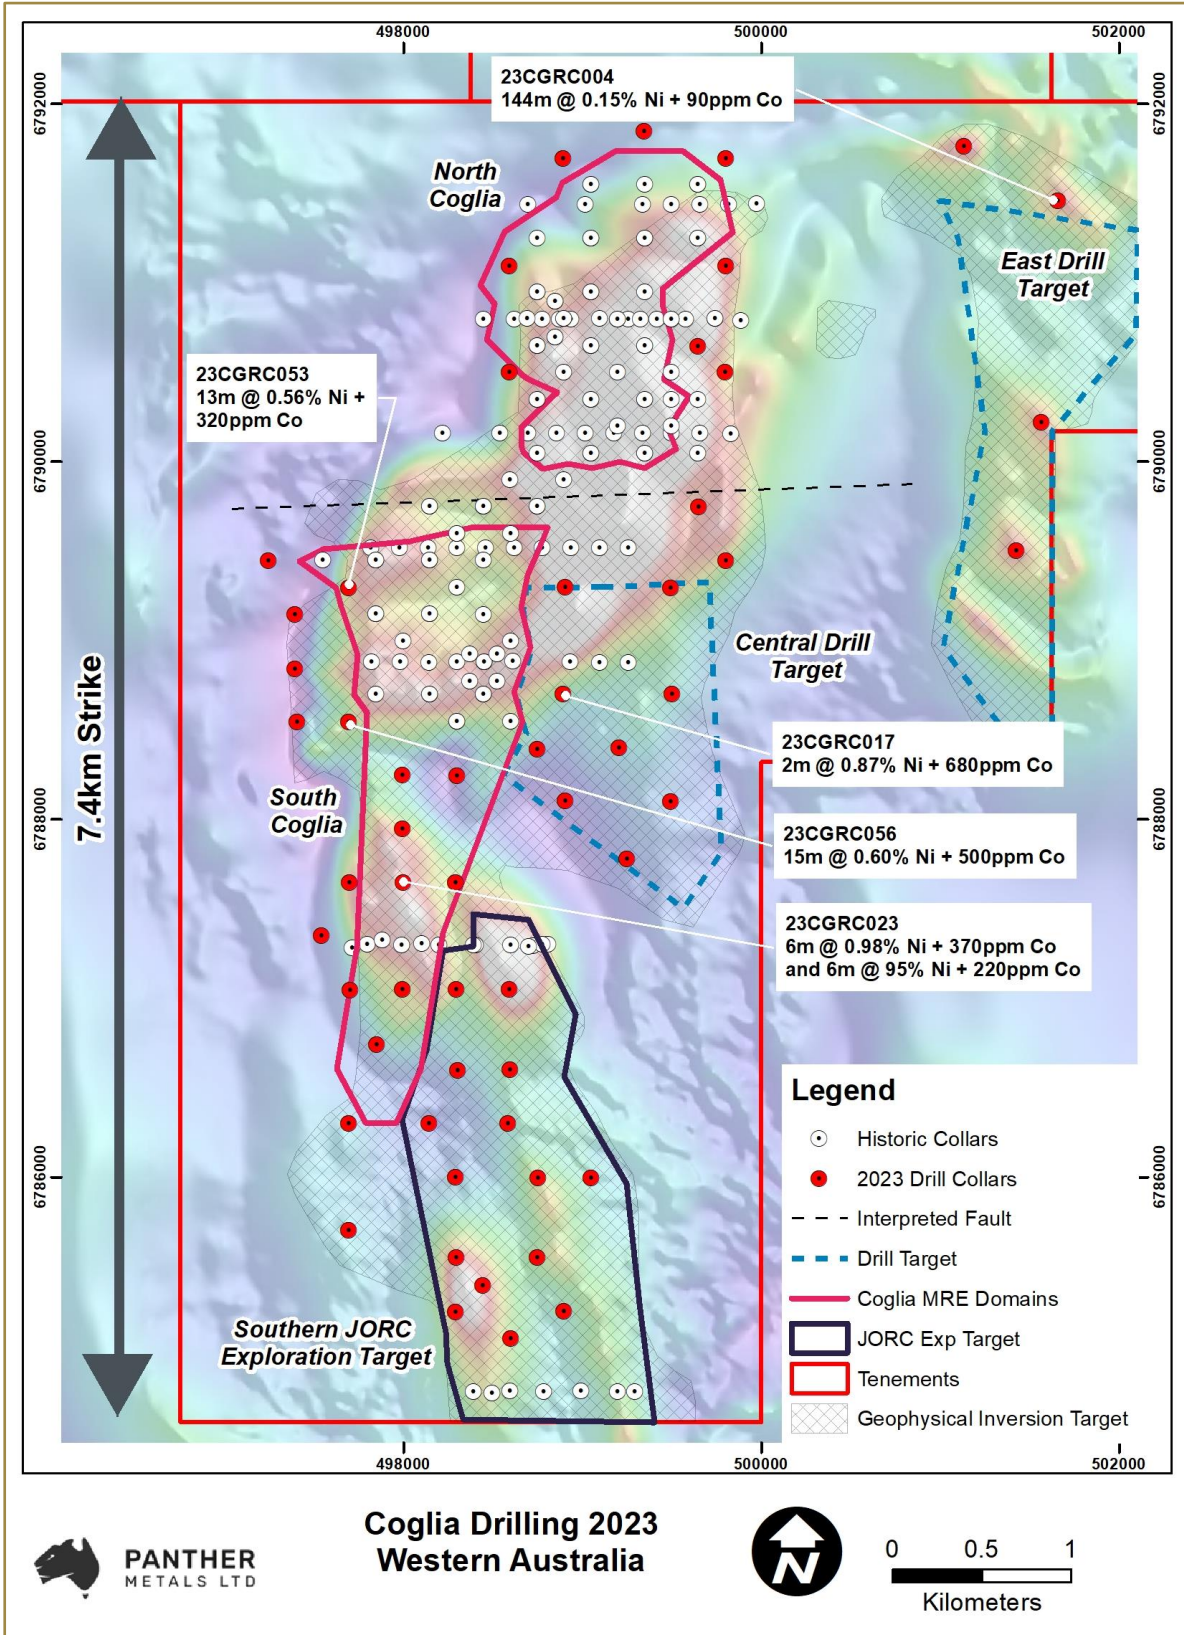 498000
500000
502000
6792000
6792000
23CGRC004
144m @ 0.15% Ni + 90ppm Co
North
Coglia
East Drill
Target
23CGRC053
13m @ 0.56% Ni +
320ppm Co
6790000
6790000
Central Drill
Target
7.4km Strike
23CGRC017
2m @ 0.87% Ni + 680ppm Co
South
Coglia
6788000
6788000
23CGRC056
15m @ 0.60% Ni + 500ppm Co
23CGRC023
6m @ 0.98% Ni + 370ppm Co
and 6m @ 95% Ni + 220ppm Co
Legend
Historic Collars
2023 Drill Collars
6786000
6786000
Interpreted Fault
Drill Target
Coglia MRE Domains
Southern JORC
Exploration Target
JORC Exp Target
Tenements
Geophysical Inversion Target
498000
500000
502000
Coglia Drilling 2023
Western Australia
PANTHER
METALS LTD
N
0 0.5 1
Kilometers